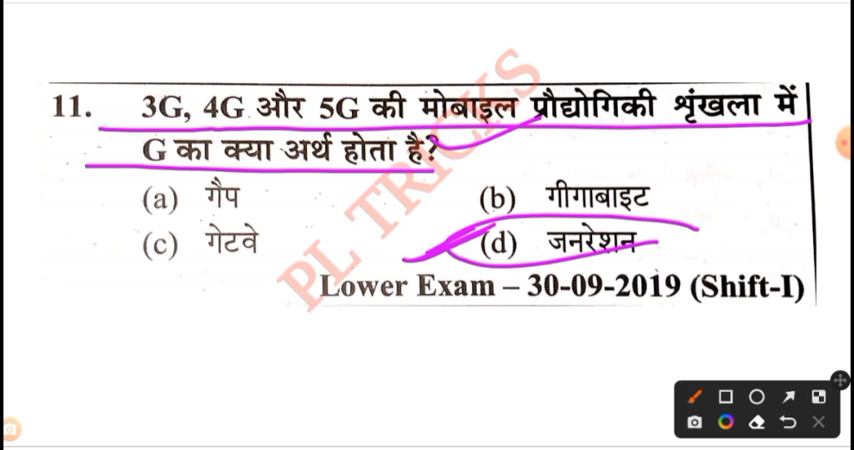 11. 3G, 4G और 5G की मोबाइल प्रौद्योगिकी शृंखला में
G का क्या अर्थ होता है?
(a) गैप (b) गीगाबाइट
(c) गेटवे (d) जनरेशन
Lower Exam – 30-09-2019 (Shift-I)
PL TRICKS